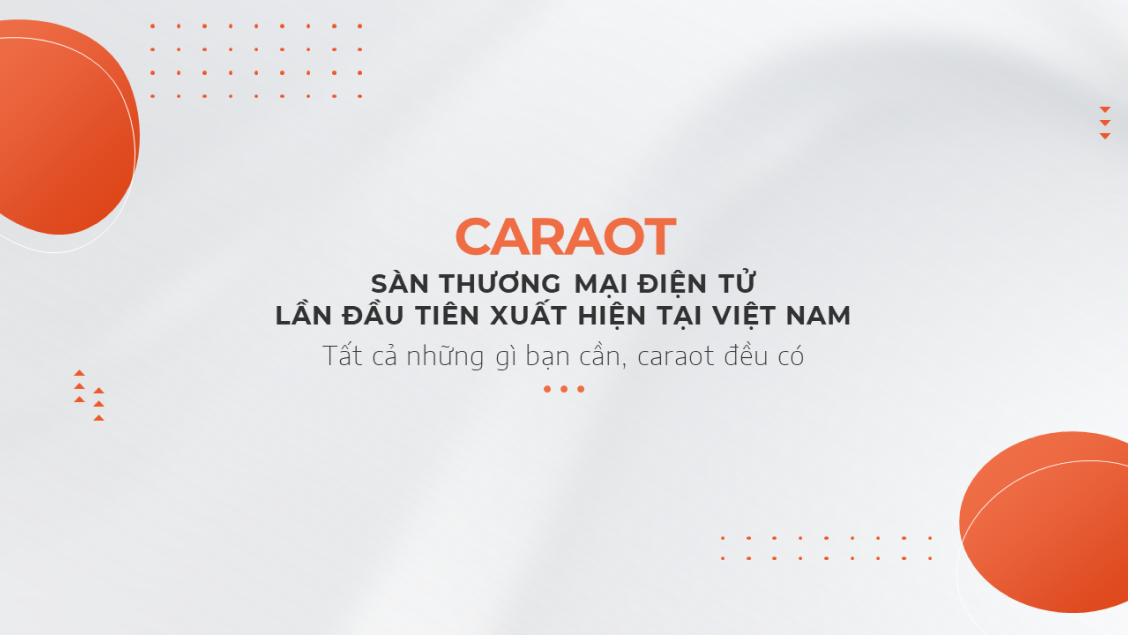 CARAOT
SÀN THƯƠNG MẠI ĐIỆN TỬ
LẦN ĐẦU TIÊN XUẤT HIỆN TẠI VIỆT NAM
Tất cả những gì bạn cần, caraot đều có